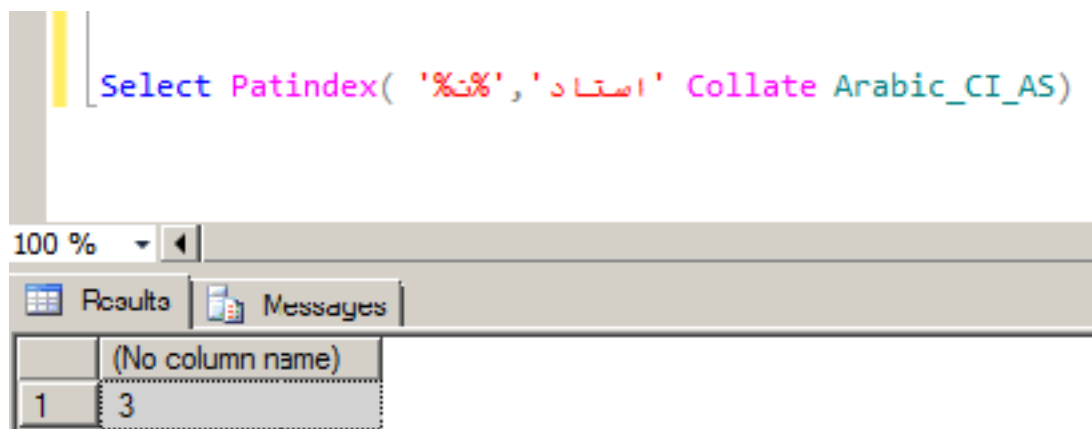 Select Patindex( '%ت%','استاد' Collate Arabic_CI_AS)
100 %
Results Messages
(No column name)
1 3